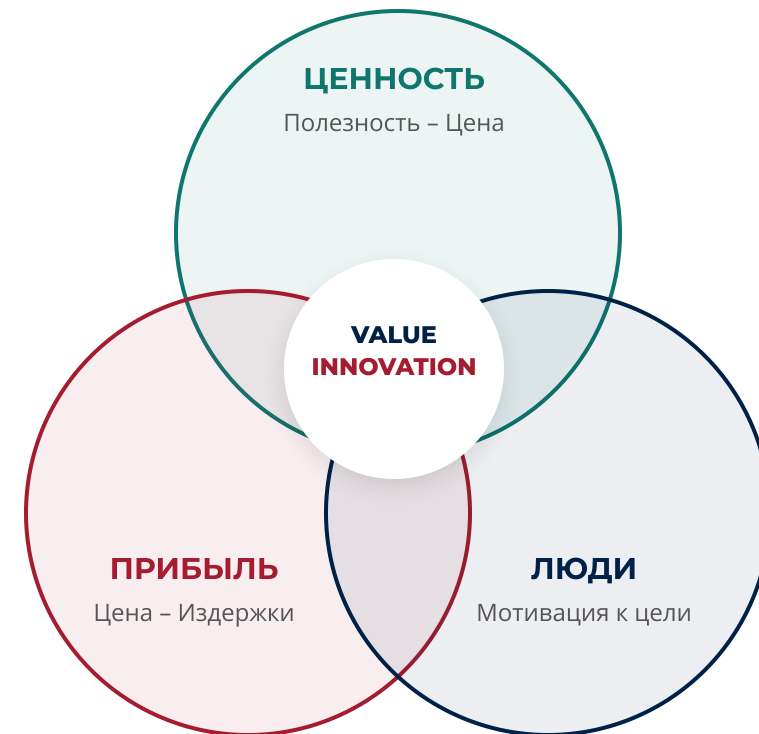 ЦЕННОСТЬ
Полезность – Цена
VALUE
INNOVATION
ПРИБЫЛЬ
Цена – Издержки
ЛЮДИ
Мотивация к цели